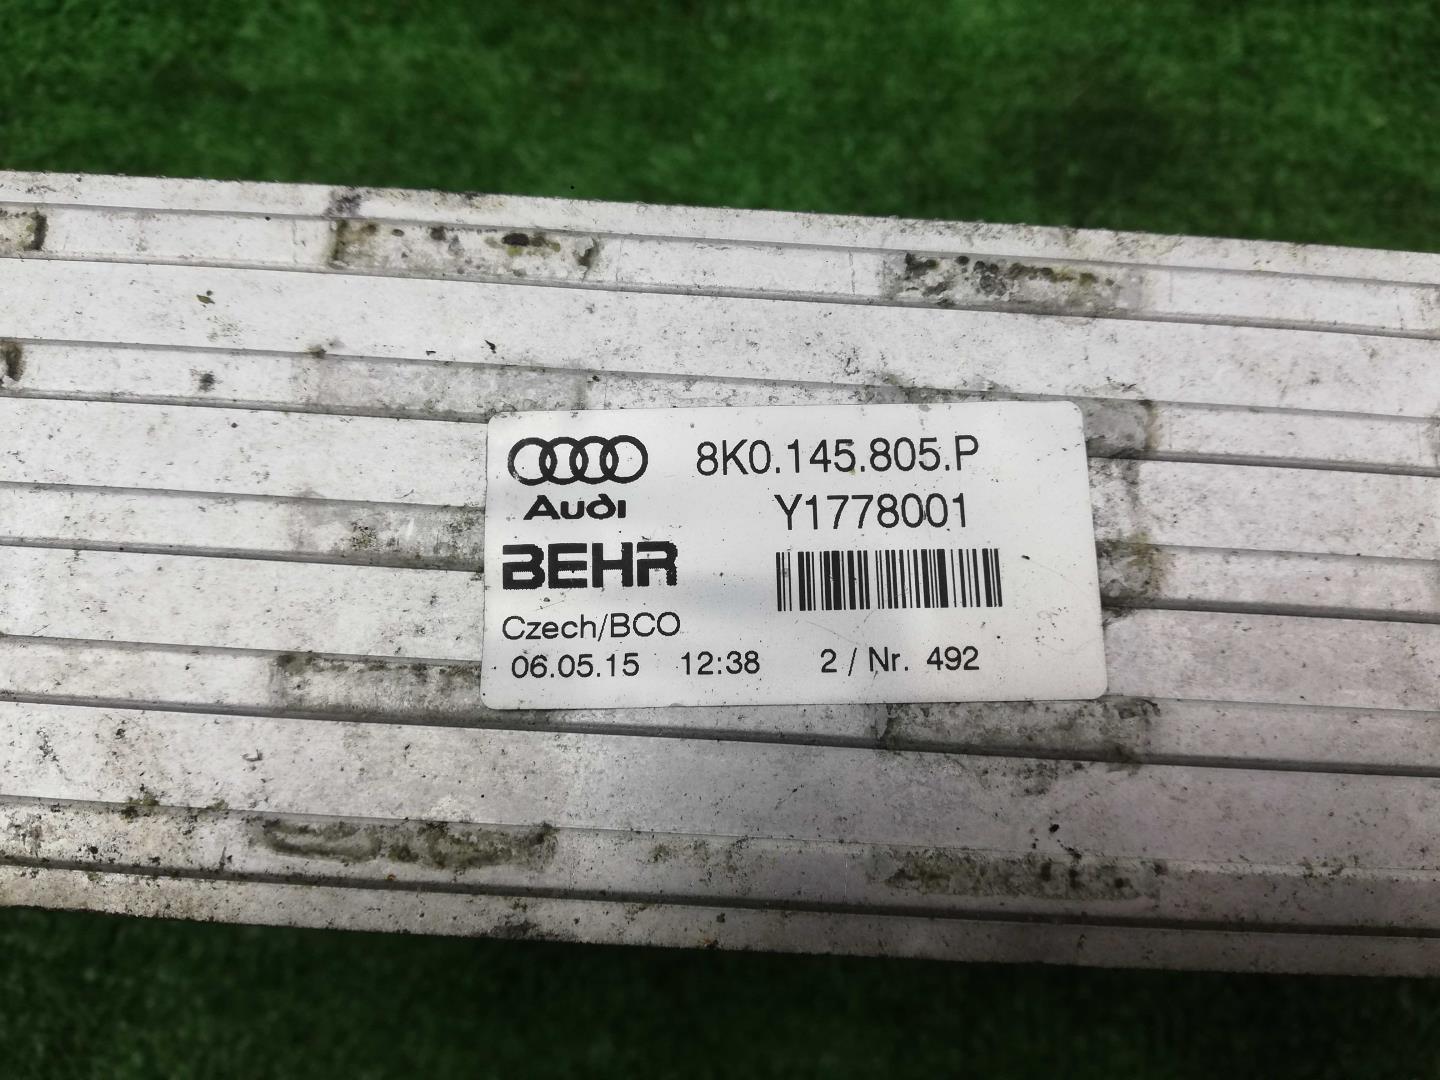 8K0.145.805.P
Audi Y1778001
BEHR
Czech/BCO
06.05.15 12:38 2 / Nr. 492